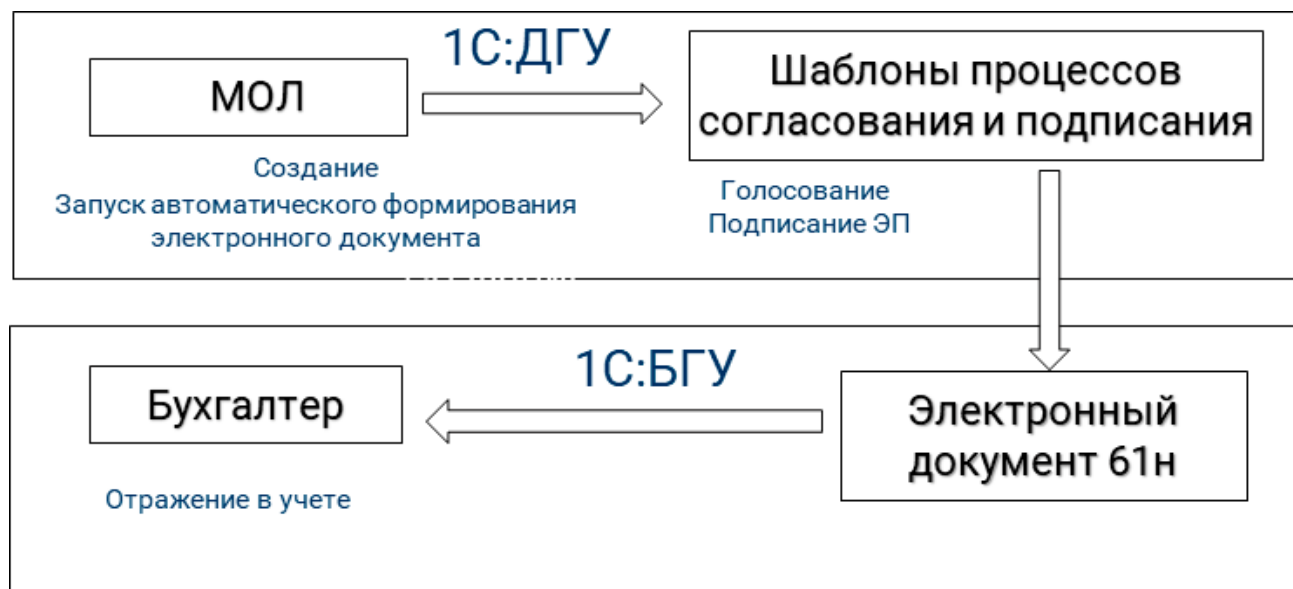 1С:ДГУ
МОЛ
Шаблоны процессов
согласования и подписания
Создание
Запуск автоматического формирования
электронного документа
Голосование
Подписание ЭП
1С:БГУ
Бухгалтер
Электронный
документ 61н
Отражение в учете